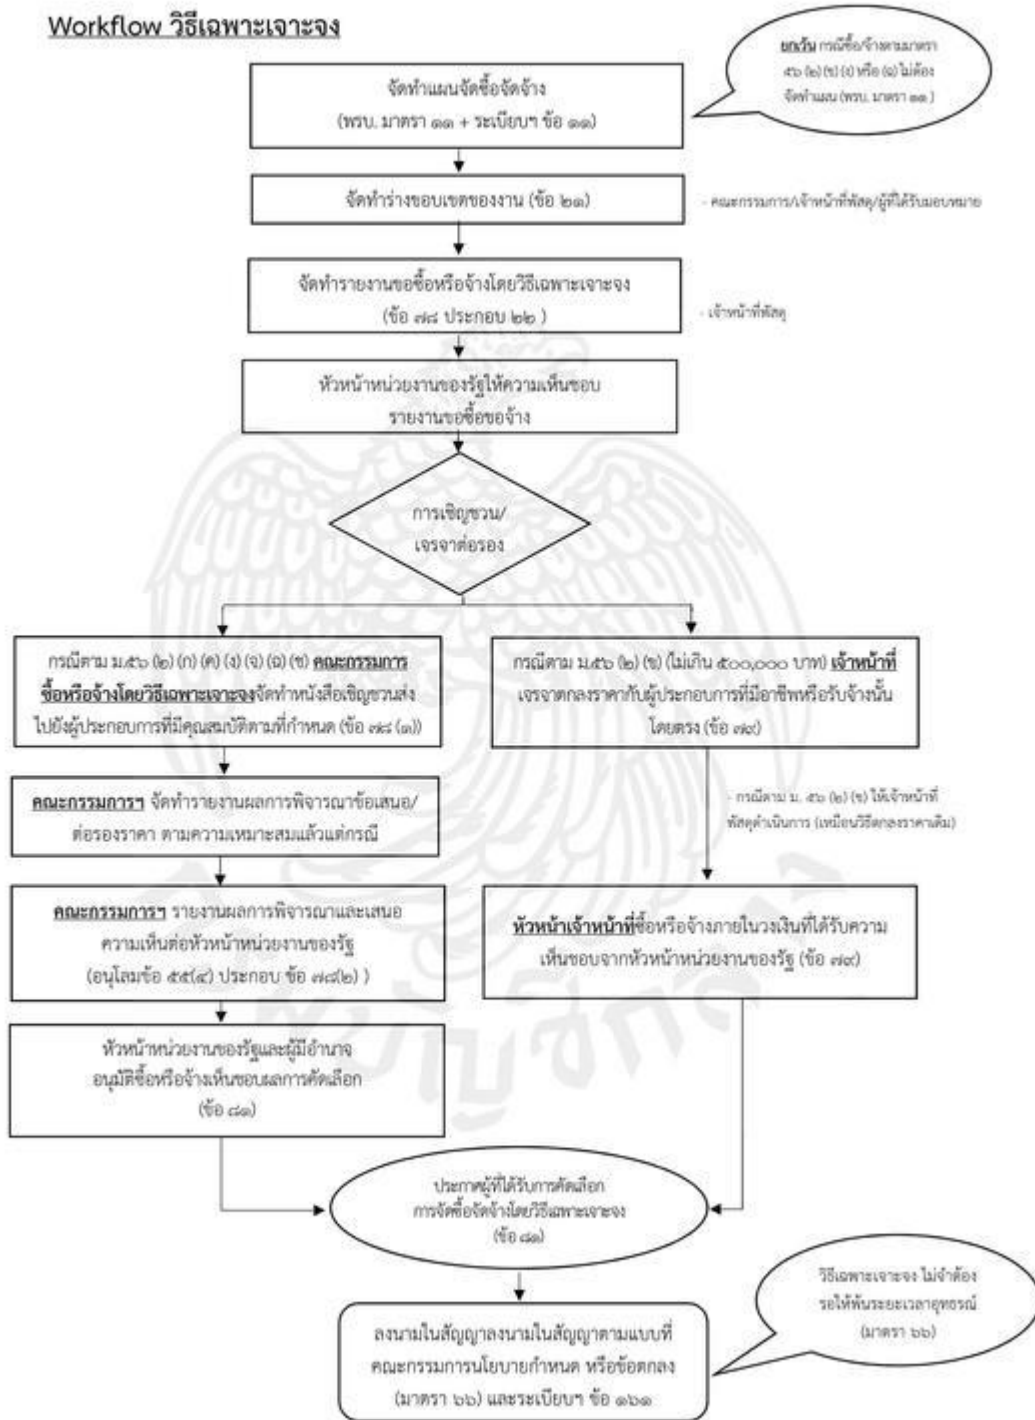 Workflow วิธีเฉพาะเจาะจง
ยกเว้น กรณีซื้อ/จ้างตามมาตรา
๕๖ (๒) (ข) (ง) หรือ (ฉ) ไม่ต้อง
จัดทำแผน (พรบ. มาตรา ๑๑ )
จัดทำแผนจัดซื้อจัดจ้าง
(พรบ. มาตรา ๑๑ + ระเบียบฯ ข้อ ๑๑)
จัดทำร่างขอบเขตของงาน (ข้อ ๒๑)
- คณะกรรมการ/เจ้าหน้าที่พัสดุ/ผู้ที่ได้รับมอบหมาย
จัดทำรายงานขอซื้อหรือจ้างโดยวิธีเฉพาะเจาะจง
(ข้อ ๗๘ ประกอบ ๒๒ )
- เจ้าหน้าที่พัสดุ
หัวหน้าหน่วยงานของรัฐให้ความเห็นชอบ
รายงานขอซื้อขอจ้าง
การเชิญชวน/
เจรจาต่อรอง
กรณีตาม ม.๕๖ (๒) (ก) (ค) (ง) (จ) (ฉ) (ช) คณะกรรมการ
ซื้อหรือจ้างโดยวิธีเฉพาะเจาะจงจัดทำหนังสือเชิญชวนส่ง
ไปยังผู้ประกอบการที่มีคุณสมบัติตามที่กำหนด (ข้อ ๗๘ (๑))
กรณีตาม ม.๕๖ (๒) (ข) (ไม่เกิน ๕๐๐,๐๐๐ บาท) เจ้าหน้าที่
เจรจาตกลงราคากับผู้ประกอบการที่มีอาชีพหรือรับจ้างนั้น
โดยตรง (ข้อ ๗๙)
คณะกรรมการฯ จัดทำรายงานผลการพิจารณาข้อเสนอ/
ต่อรองราคา ตามความเหมาะสมแล้วแต่กรณี
- กรณีตาม ม. ๕๖ (๒) (ข) ให้เจ้าหน้าที่
พัสดุดำเนินการ (เหมือนวิธีตกลงราคาเดิม)
คณะกรรมการฯ รายงานผลการพิจารณาและเสนอ
ความเห็นต่อหัวหน้าหน่วยงานของรัฐ
(อนุโลมข้อ ๕๕(๔) ประกอบ ข้อ ๗๘(๒) )
หัวหน้าเจ้าหน้าที่ซื้อหรือจ้างภายในวงเงินที่ได้รับความ
เห็นชอบจากหัวหน้าหน่วยงานของรัฐ (ข้อ ๗๙)
หัวหน้าหน่วยงานของรัฐและผู้มีอำนาจ
อนุมัติซื้อหรือจ้างเห็นชอบผลการคัดเลือก
(ข้อ ๘๑)
ประกาศผู้ที่ได้รับการคัดเลือก
การจัดซื้อจัดจ้างโดยวิธีเฉพาะเจาะจง
(ข้อ ๘๑)
วิธีเฉพาะเจาะจง ไม่จำต้อง
รอให้พ้นระยะเวลาอุทธรณ์
(มาตรา ๖๖)
ลงนามในสัญญาลงนามในสัญญาตามแบบที่
คณะกรรมการนโยบายกำหนด หรือข้อตกลง
(มาตรา ๖๖) และระเบียบฯ ข้อ ๑๖๑